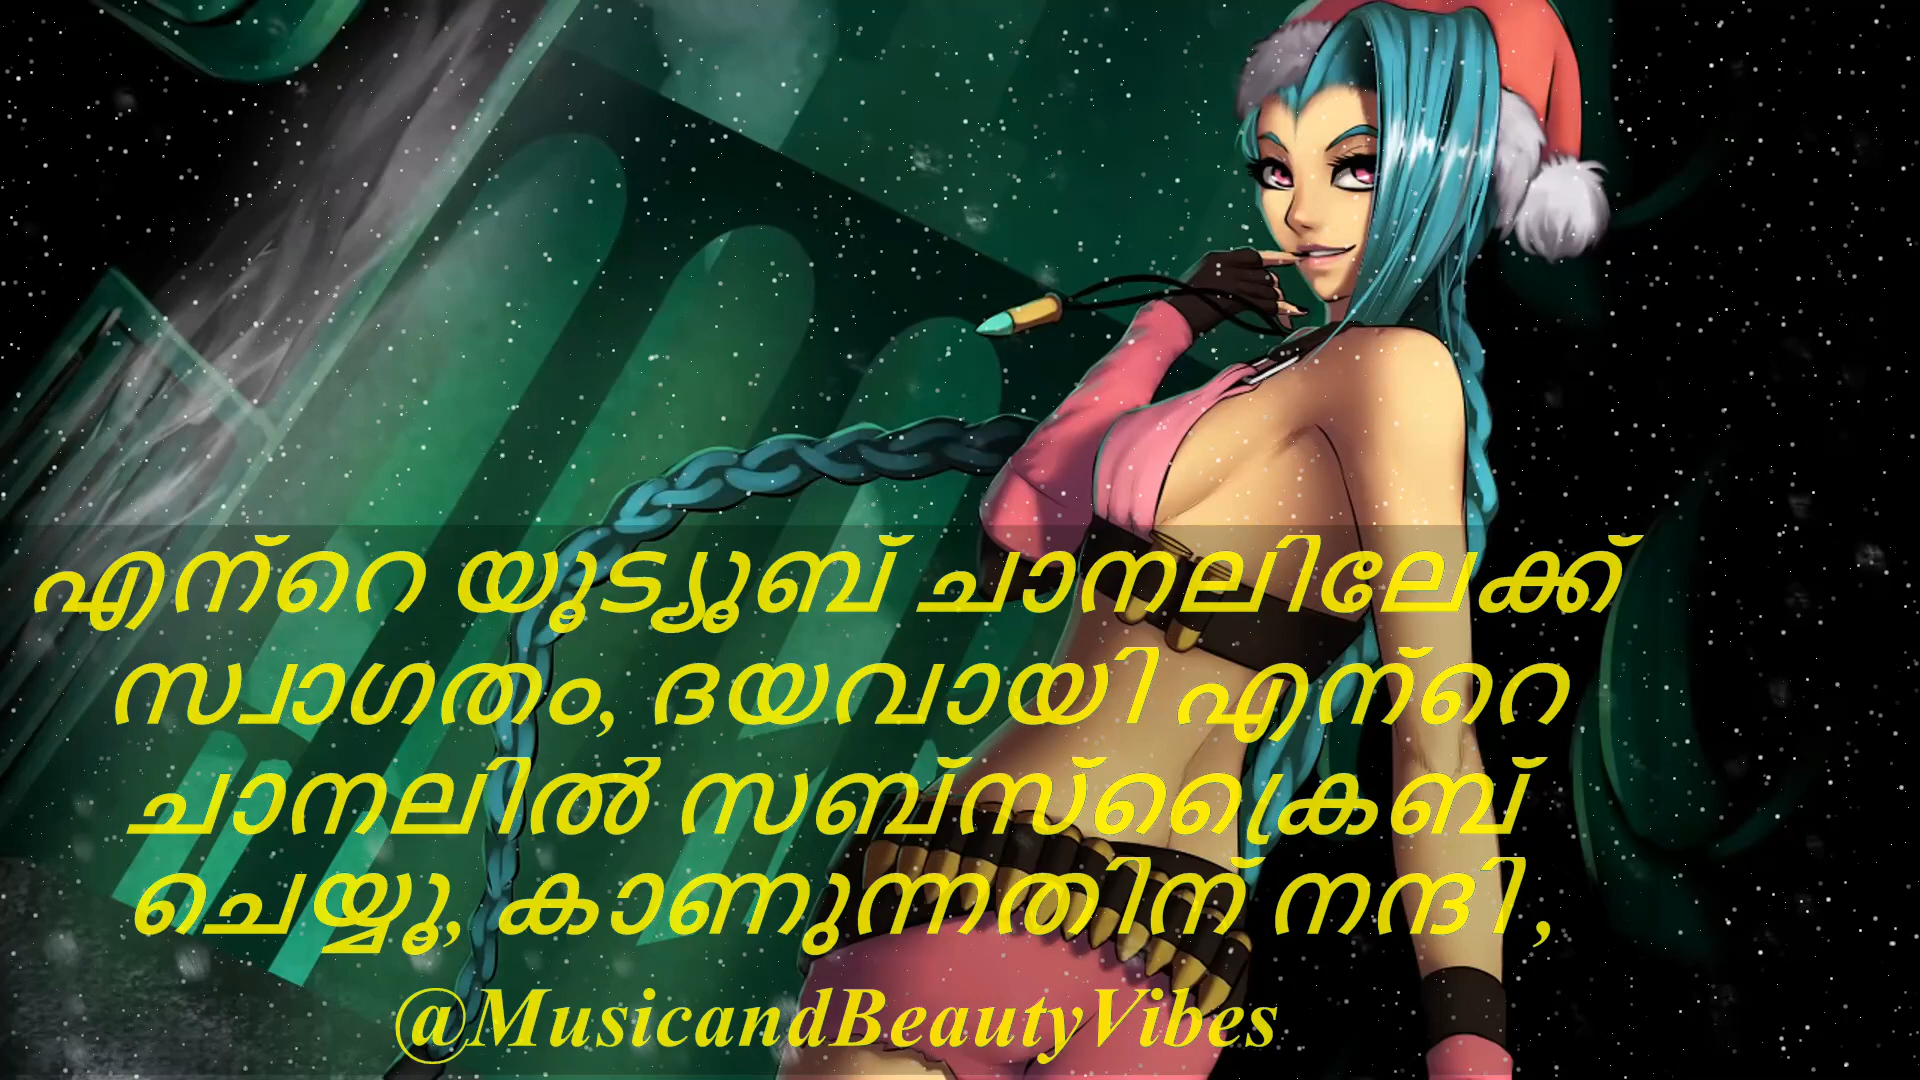 എന്റെ യൂട്യൂബ് ചാനലിലേക്ക്
സ്വാഗതം, ദയവായി എന്റെ
ചാനലിൽ സബ്സ്ക്രൈബ്
ചെയ്യൂ, കാണുന്നതിന് നന്ദി,
@MusicandBeautyVibes